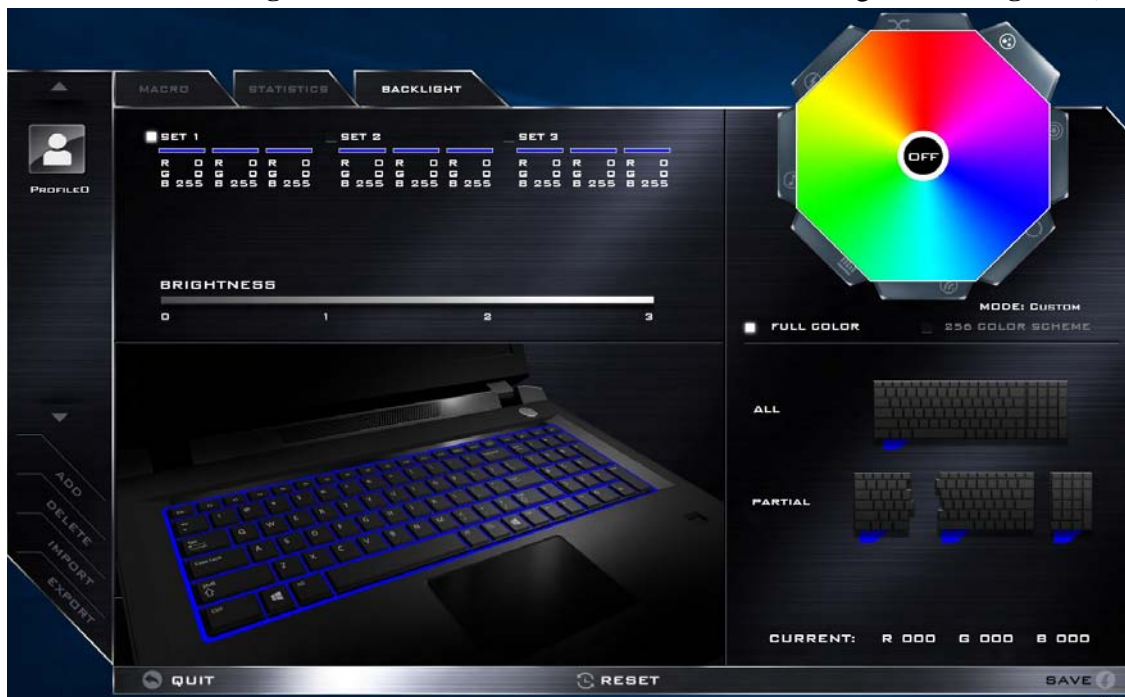 MACRO STATISTICS BACKLIGHT
OFF
PROFILE0
SET 1 SET 2 SET 3
R 0 R 0 R 0 R 0 R 0 R 0 R 0 R 0 R 0
G 0 G 0 G 0 G 0 G 0 G 0 G 0 G 0 G 0
B 255 B 255 B 255 B 255 B 255 B 255 B 255 B 255 B 255
BRIGHTNESS
0 1 2 3
MODE: CUSTOM
FULL COLOR 256 COLOR SCHEME
ALL
PARTIAL
ADD
DELETE
IMPORT
EXPORT
CURRENT: R 000 G 000 B 000
QUIT RESET SAVE